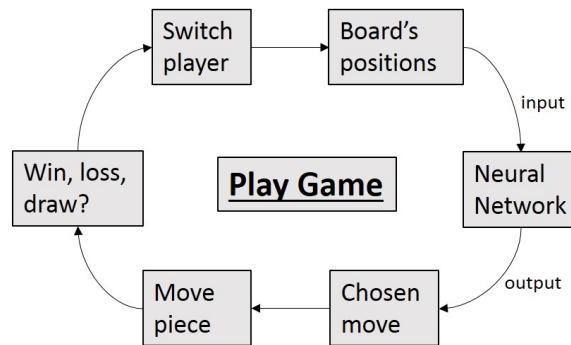 Switch
player
Board's
positions
input
Win, loss,
draw?
Play Game
Neural
Network
output
Move
piece
Chosen
move